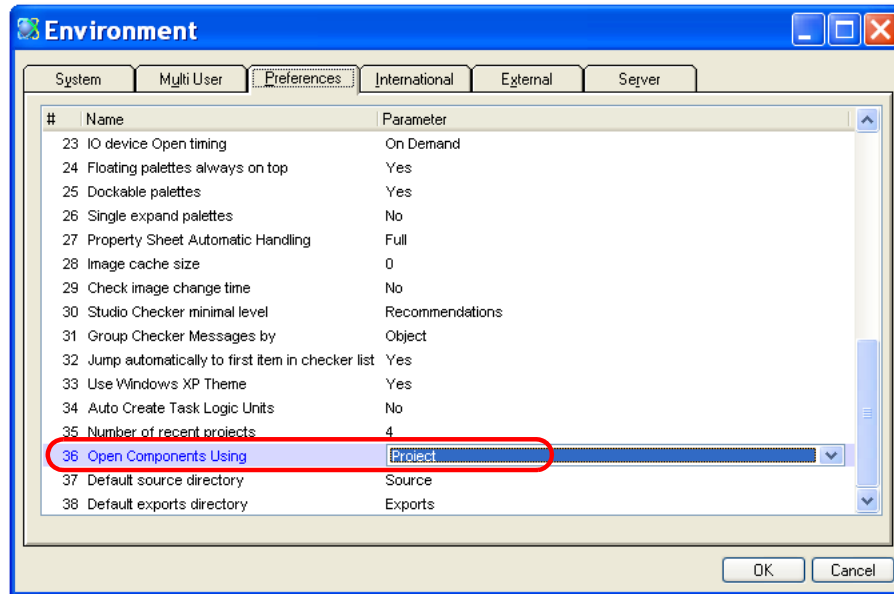 Environment
System Multi User Preferences International External Server
# Name Parameter
23 IO device Open timing On Demand
24 Floating palettes always on top Yes
25 Dockable palettes Yes
26 Single expand palettes No
27 Property Sheet Automatic Handling Full
28 Image cache size 0
29 Check image change time No
30 Studio Checker minimal level Recommendations
31 Group Checker Messages by Object
32 Jump automatically to first item in checker list Yes
33 Use Windows XP Theme Yes
34 Auto Create Task Logic Units No
35 Number of recent projects 4
36 Open Components Using Project
37 Default source directory Source
38 Default exports directory Exports
OK Cancel